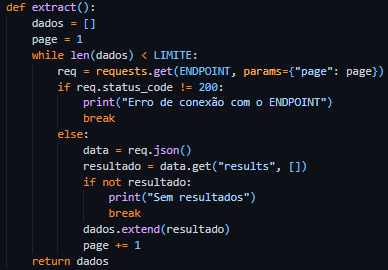 def extract():
    dados = []
    page = 1
    while len(dados) < LIMITE:
        req = requests.get(ENDPOINT, params={"page": page})
        if req.status_code != 200:
            print("Erro de conexão com o ENDPOINT")
            break
        else:
            data = req.json()
            resultado = data.get("results", [])
            if not resultado:
                print("Sem resultados")
                break
            dados.extend(resultado)
            page += 1
    return dados